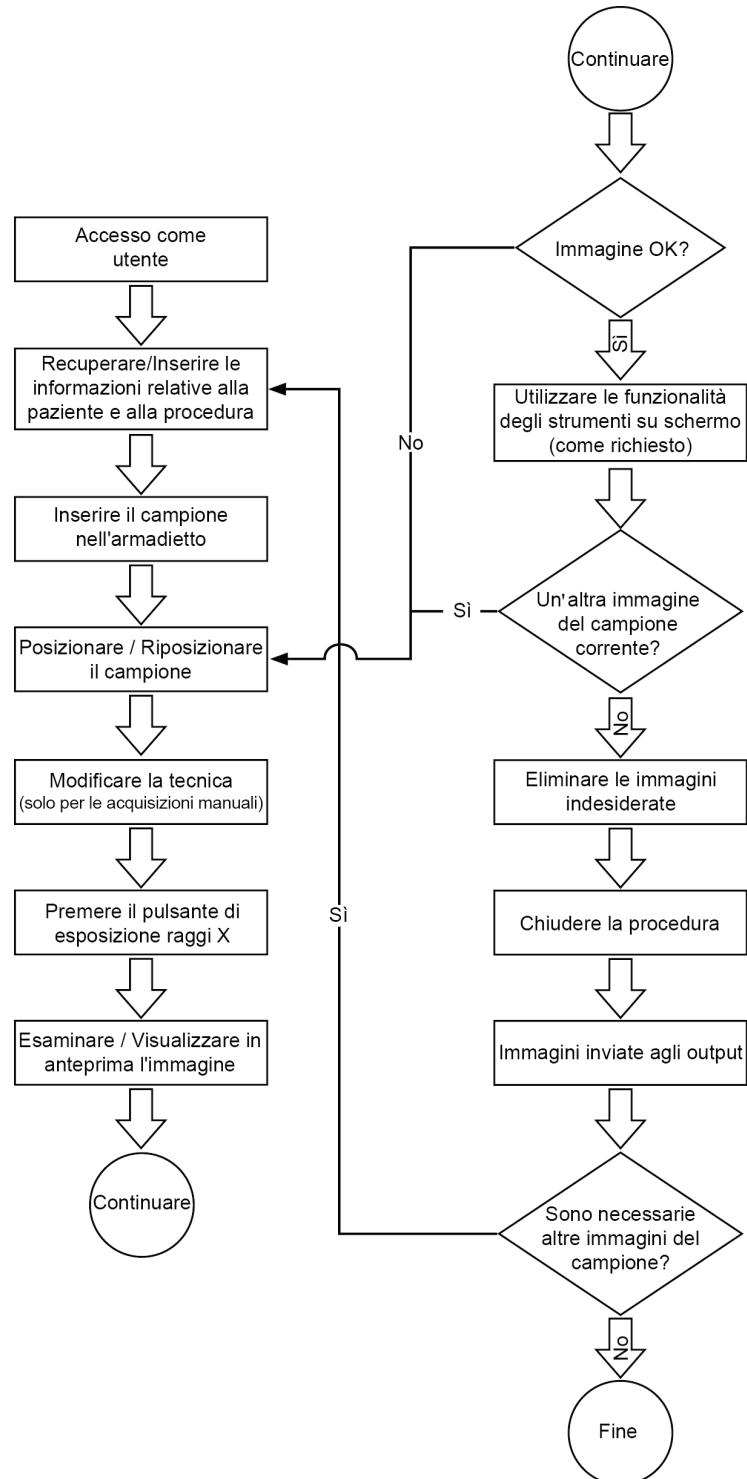 Accesso come
utente
Recuperare/Inserire le
informazioni relative alla
paziente e alla procedura
Inserire il campione
nell'armadietto
Posizionare / Riposizionare
il campione
Modificare la tecnica
(solo per le acquisizioni manuali)
Premere il pulsante di
esposizione raggi X
Esaminare / Visualizzare in
anteprima l'immagine
Continuare
Continuare
Immagine OK?
No
Sì
Utilizzare le funzionalità
degli strumenti su schermo
(come richiesto)
Un'altra immagine
del campione
corrente?
Sì
No
Eliminare le immagini
indesiderate
Chiudere la procedura
Immagini inviate agli output
Sono necessarie
altre immagini del
campione?
Sì
No
Fine